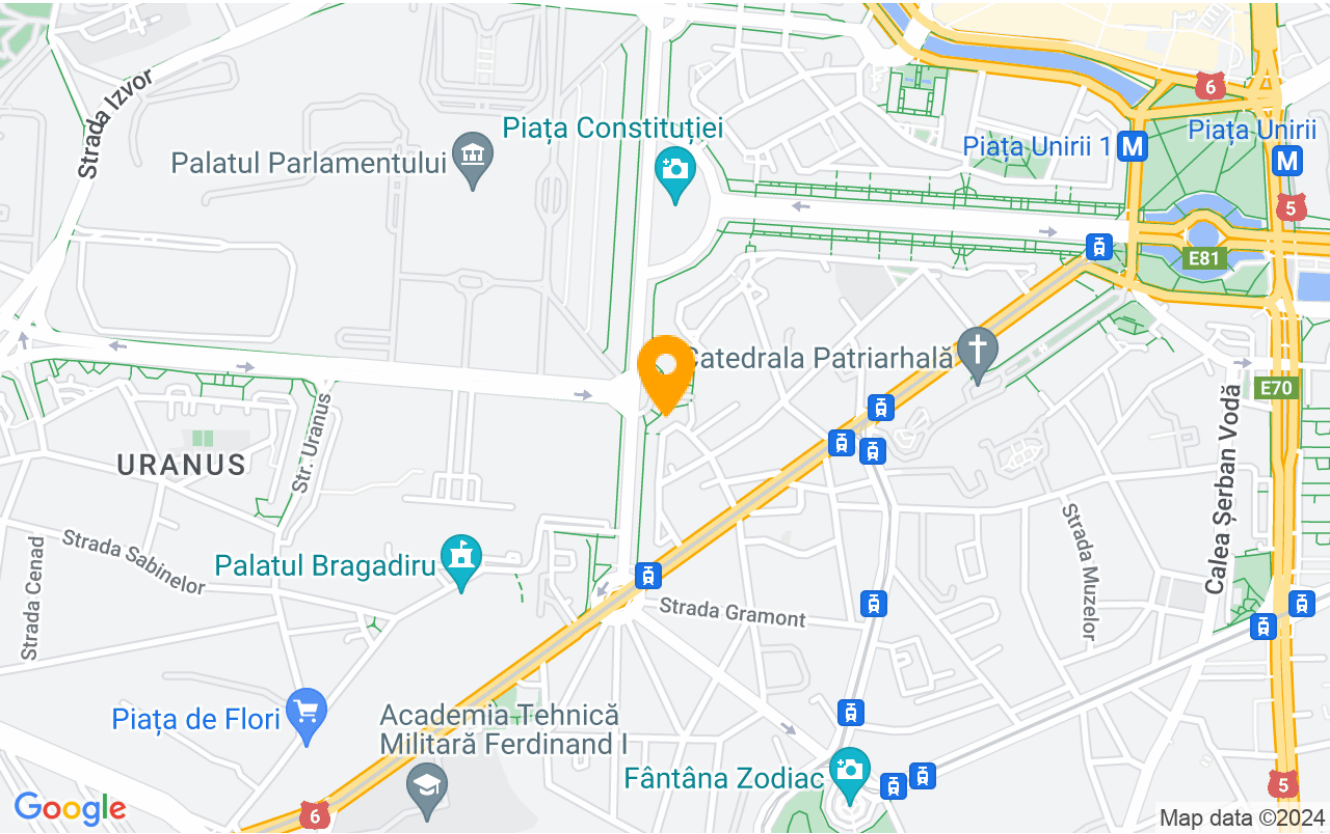 Strada Izvor
6
Piața Constituției
Piața Unirii
Piața Unirii 1
M
M
Palatul Parlamentului
5
E81
Catedrala Patriarhală
E70
Calea Șerban Vodă
Str. Uranus
URANUS
Strada Muzelor
Strada Sabinelor
Strada Cenad
Palatul Bragadiru
Strada Gramont
Piața de Flori
Academia Tehnică
Militară Ferdinand I
Fântâna Zodiac
5
6
Google
Map data ©2024